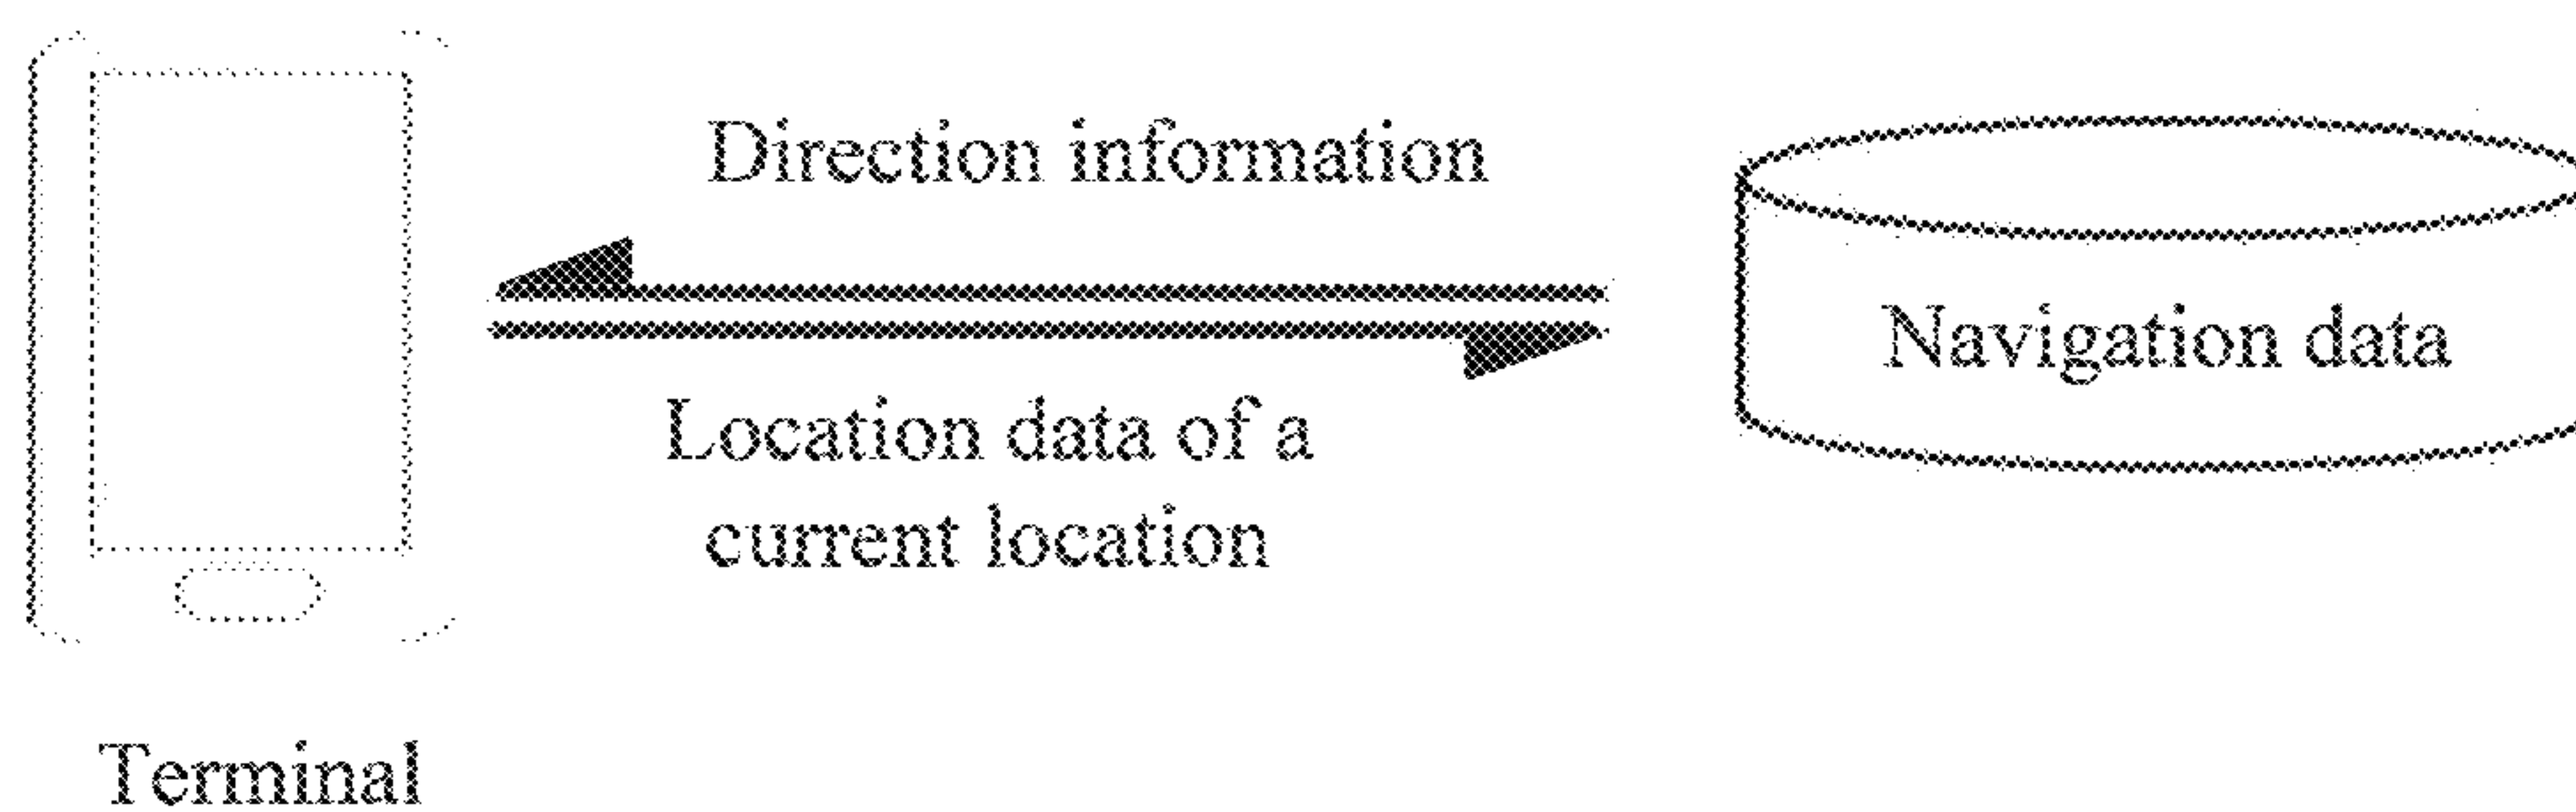 Direction information
Navigation data
Location data of a
current location
Terminal